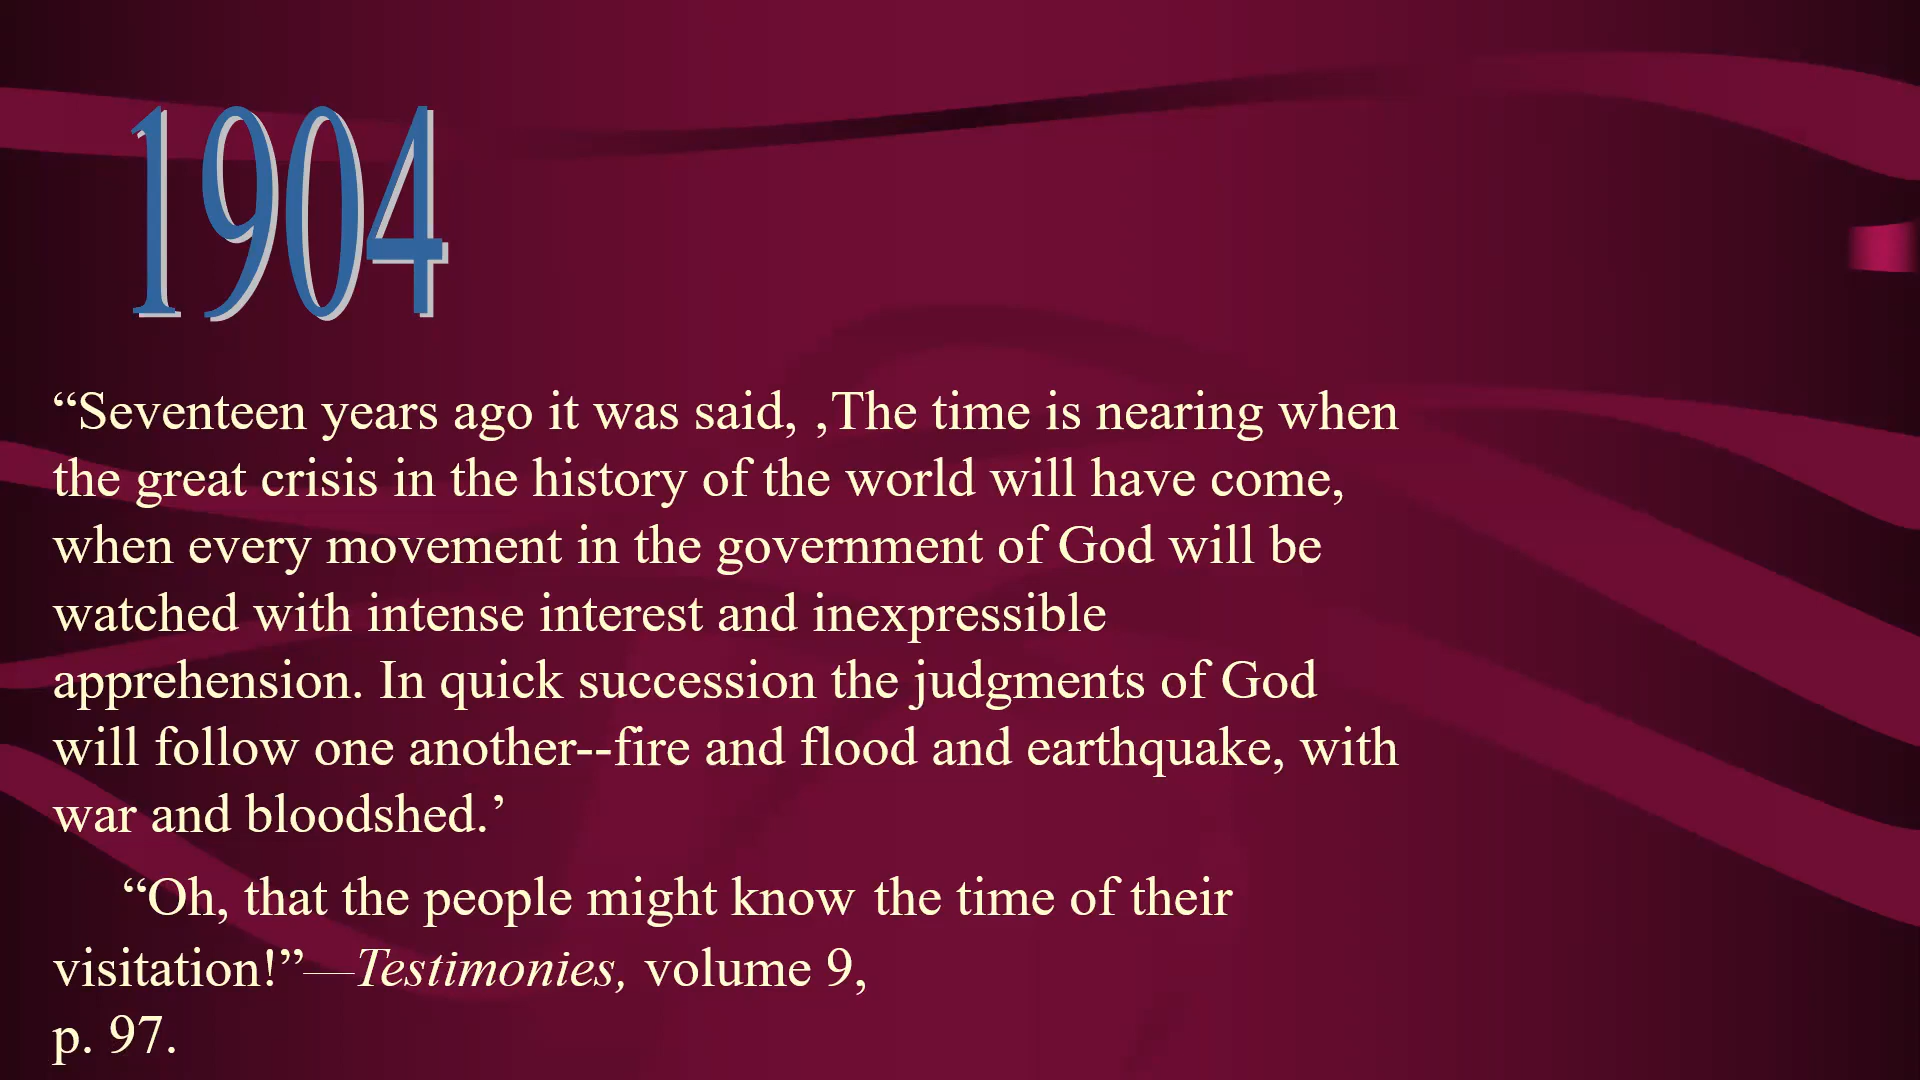 1904
“Seventeen years ago it was said, ‚The time is nearing when
the great crisis in the history of the world will have come,
when every movement in the government of God will be
watched with intense interest and inexpressible
apprehension. In quick succession the judgments of God
will follow one another--fire and flood and earthquake, with
war and bloodshed.’
“Oh, that the people might know the time of their
visitation!”—Testimonies, volume 9,
p. 97.